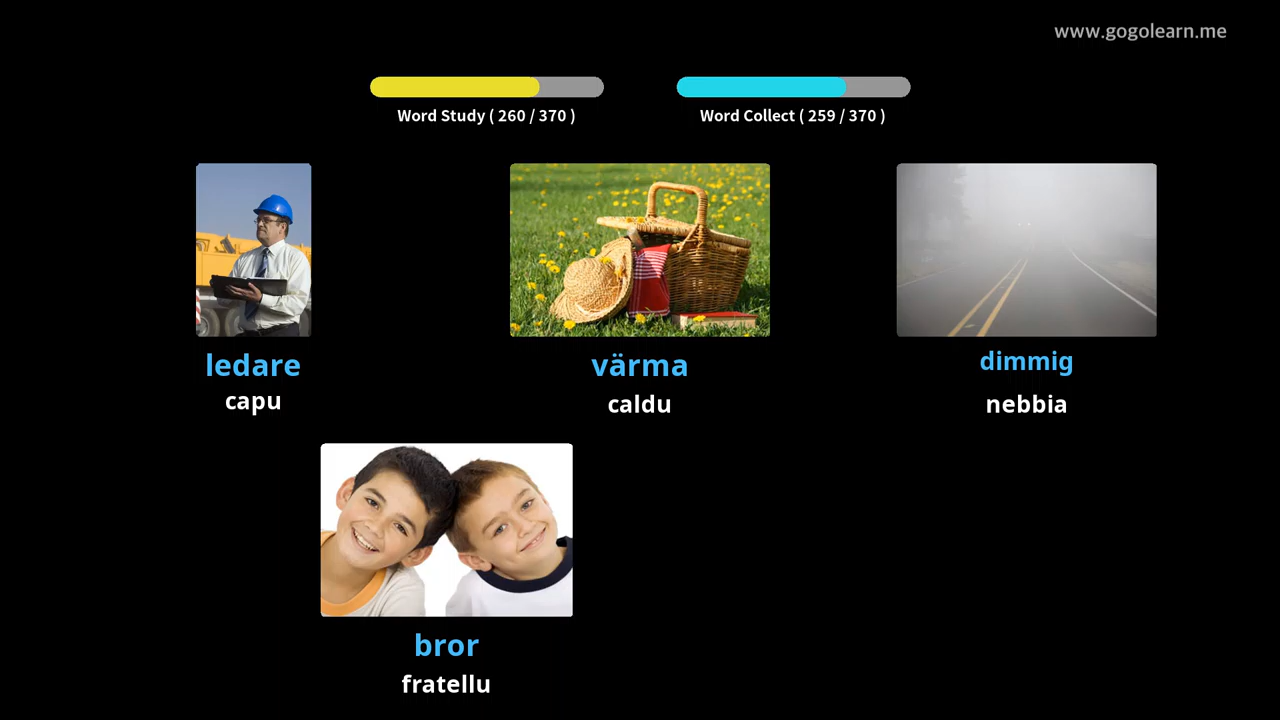 www.gogolearn.me
Word Study ( 260 / 370 )
Word Collect ( 259 / 370 )
ledare
capu
värma
caldu
dimmig
nebbia
bror
fratellu